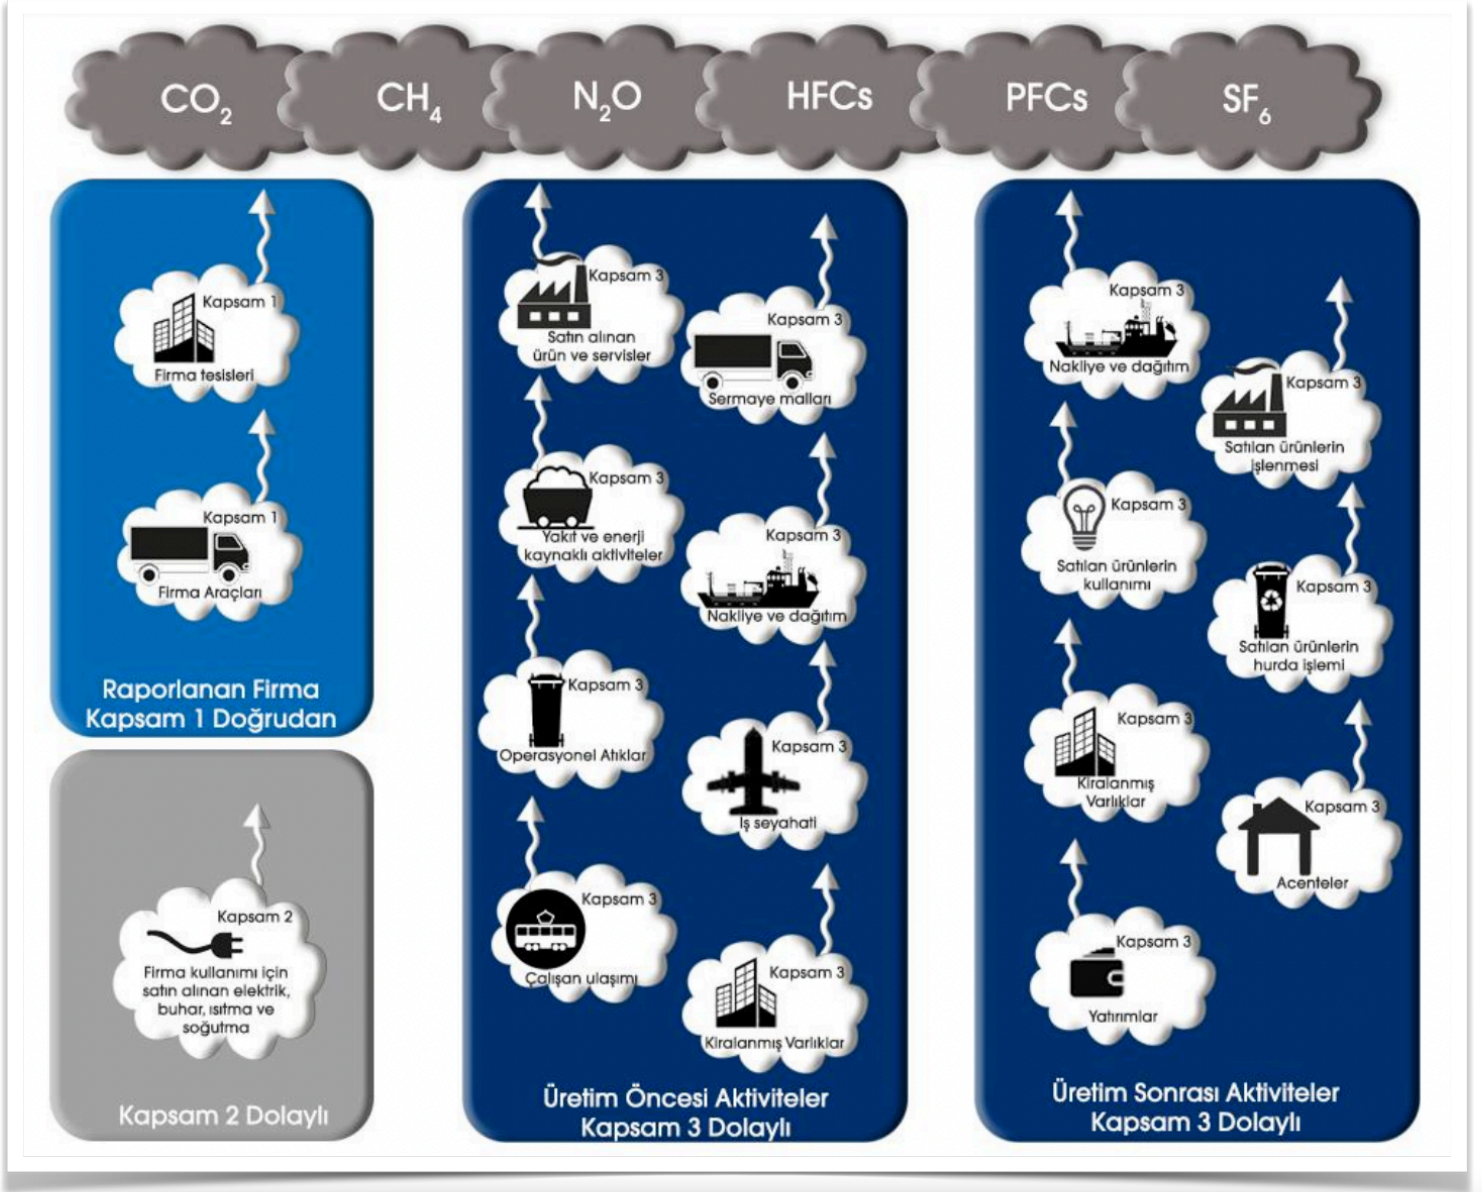 CO2
CH4
N2O
HFCs
PFCs
SF6
Kapsam 1
Firma tesisleri
Kapsam 1
Firma Araçları
Raporlanan Firma
Kapsam 1 Doğrudan
Kapsam 2
Firma kullanımı için
satın alınan elektrik,
buhar, ısıtma ve
soğutma
Kapsam 2 Dolaylı
Kapsam 3
Satın alınan
ürün ve servisler
Kapsam 3
Sermaye malları
Kapsam 3
Yakıt ve enerji
kaynaklı aktiviteler
Kapsam 3
Nakliye ve dağıtım
Kapsam 3
Operasyonel Atıklar
Kapsam 3
İş seyahati
Kapsam 3
Çalışan ulaşımı
Kapsam 3
Kiralanmış Varlıklar
Üretim Öncesi Aktiviteler
Kapsam 3 Dolaylı
Kapsam 3
Nakliye ve dağıtım
Kapsam 3
Satılan ürünlerin
işlenmesi
Kapsam 3
Satılan ürünlerin
kullanımı
Kapsam 3
Satılan ürünlerin
hurda işlemi
Kapsam 3
Kiralanmış
Varlıklar
Kapsam 3
Acenteler
Kapsam 3
Yatırımlar
Üretim Sonrası Aktiviteler
Kapsam 3 Dolaylı